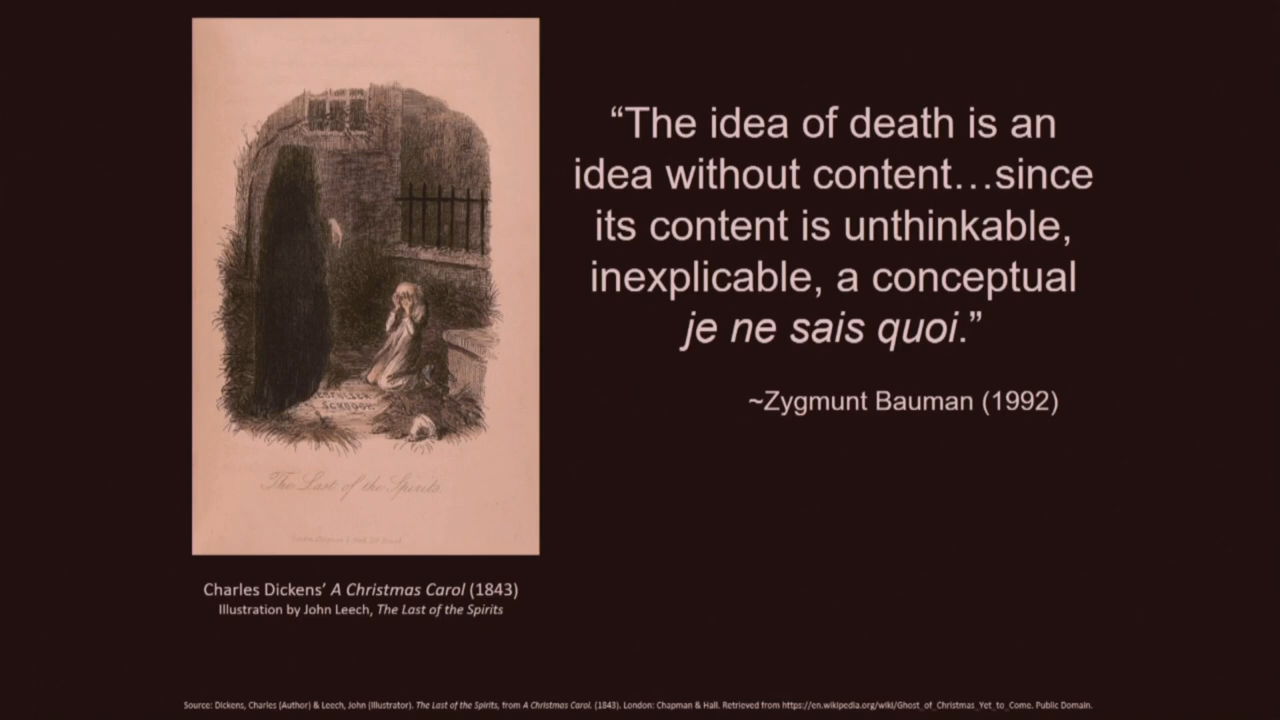 “The idea of death is an
idea without content…since
its content is unthinkable,
inexplicable, a conceptual
je ne sais quoi.”
~Zygmunt Bauman (1992)
EBENEZER
SCROOGE
The Last of the Spirits.
Charles Dickens’ A Christmas Carol (1843)
Illustration by John Leech, The Last of the Spirits
Source: Dickens, Charles (Author) & Leech, John (Illustrator). The Last of the Spirits, from A Christmas Carol. (1843). London: Chapman & Hall. Retrieved from https://en.wikipedia.org/wiki/Ghost_of_Christmas_Yet_to_Come. Public Domain.